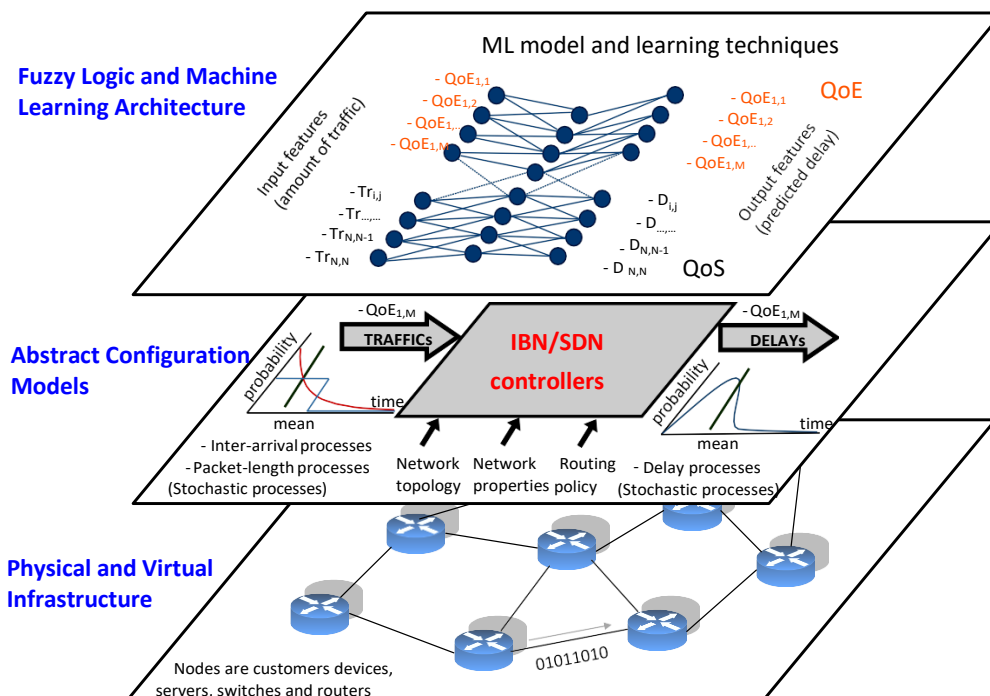 ML model and learning techniques
Fuzzy Logic and Machine
Learning Architecture
- QoE1,1
- QoE1,2
- QoE1,..
- QoE1,M
Input features
(amount of traffic)
- Tri,j
- Tr...,...
- TrN,N-1
- TrN,N
- QoE1,1
- QoE1,2
- QoE1,..
- QoE1,M
QoE
Output features
(predicted delay)
- Di,j
- D...,...
- DN,N-1
- D N,N
QoS
Abstract Configuration
Models
- QoE1,M
TRAFFICs
IBN/SDN
controllers
- QoE1,M
DELAYs
probability
time
mean
- Inter-arrival processes
- Packet-length processes
(Stochastic processes)
Network
topology
Network
properties
Routing
policy
probability
time
mean
- Delay processes
(Stochastic processes)
Physical and Virtual
Infrastructure
01011010
Nodes are customers devices,
servers, switches and routers